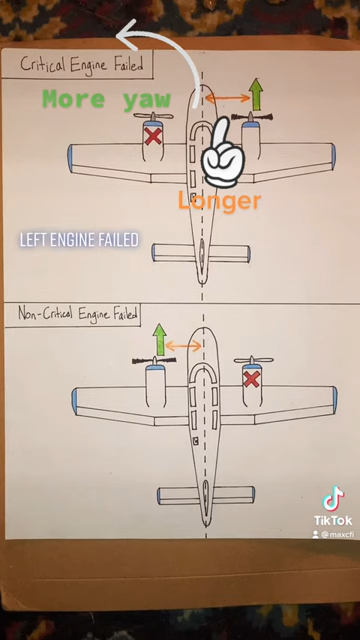 Critical Engine Failed
More yaw
Longer
LEFT ENGINE FAILED
Non-Critical Engine Failed
TikTok
@maxcfi